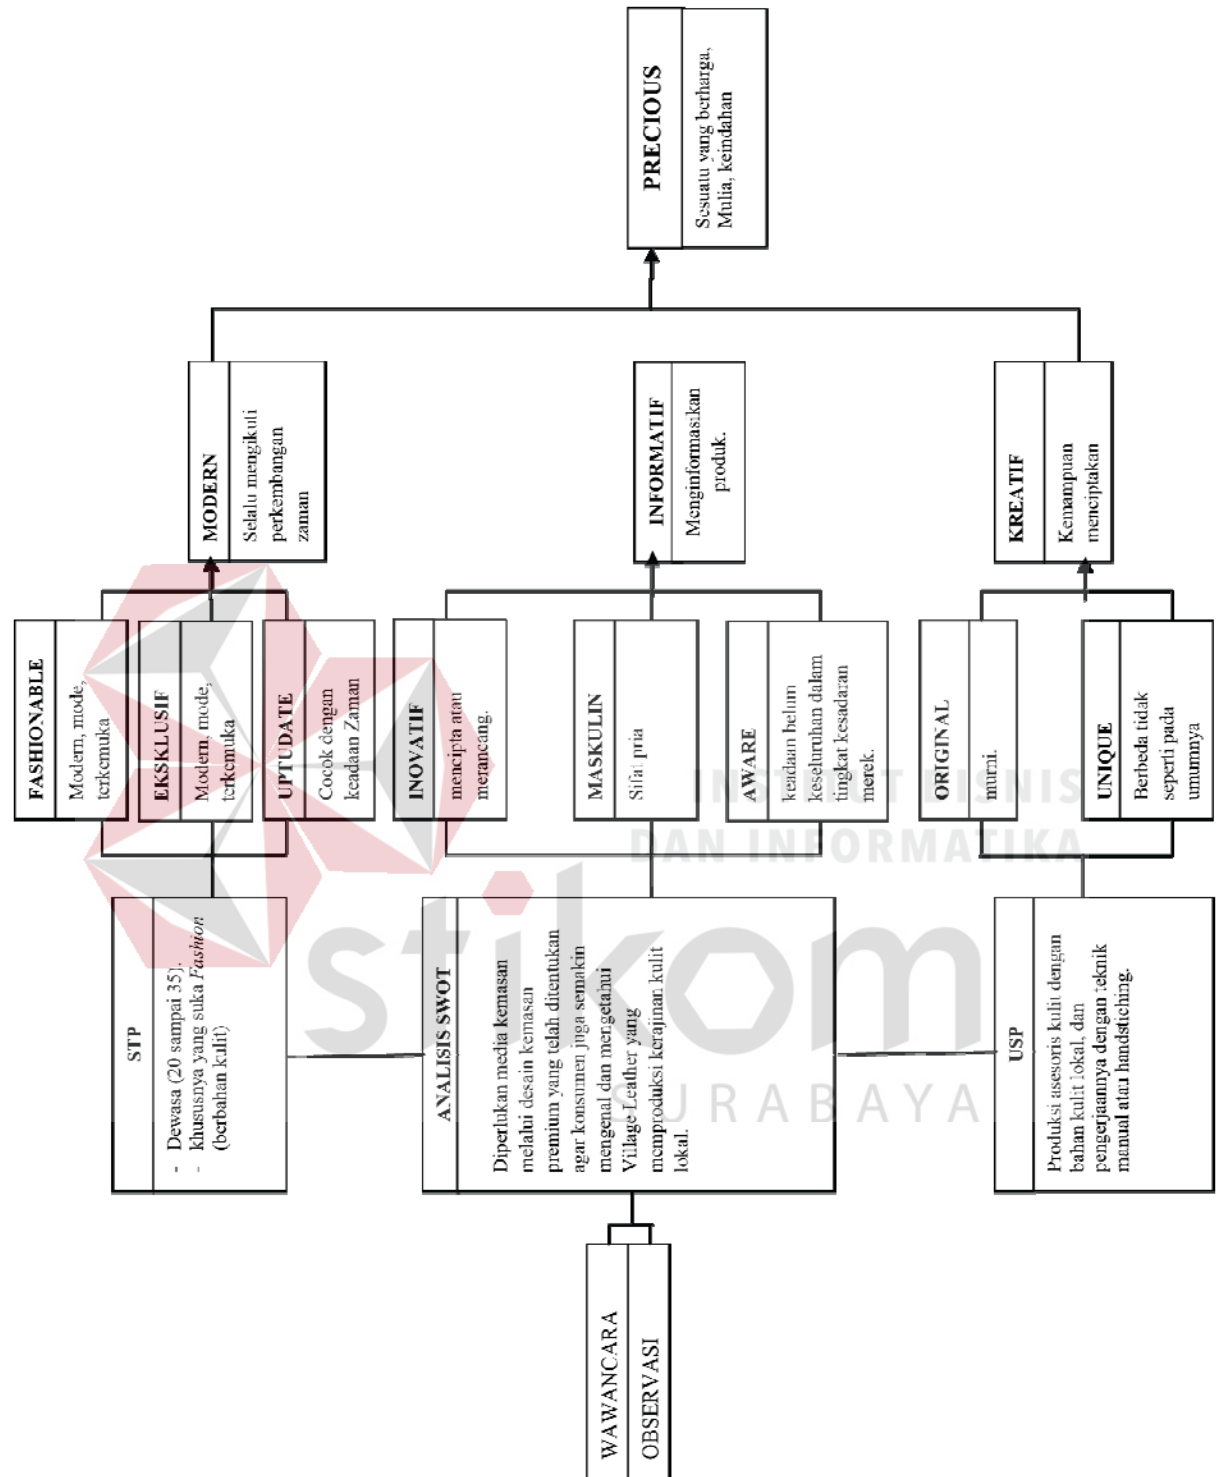 WAWANCARA
OBSERVASI
STP
- Dewasa (20 sampai 35).
- khususnya yang suka Fashion
(berbahan kulit)
ANALISIS SWOT
Diperlukan media kemasan
melalui desain kemasan
premium yang telah ditentukan
agar konsumen juga semakin
mengenal dan mengetahui
Village Leather yang
memproduksi kerajinan kulit
lokal.
USP
Produksi asesoris kulit dengan
bahan kulit lokal, dan
pengerjaannya dengan teknik
manual atau handstiching.
FASHIONABLE
Modern, mode,
terkemuka
EKSKLUSIF
Modern, mode,
terkemuka
UPTUDATE
Cocok dengan
keadaan Zaman
INOVATIF
mencipta atau
merancang.
MASKULIN
Sifat pria
AWARE
keadaan belum
keseluruhan dalam
tingkat kesadaran
merek.
ORIGINAL
murni.
UNIQUE
Berbeda tidak
seperti pada
umumnya
MODERN
Selalu mengikuti
perkembangan
zaman
INFORMATIF
Menginformasikan
produk.
KREATIF
Kemampuan
menciptakan
PRECIOUS
Sesuatu yang berharga,
Mulia, keindahan
INSTITUT BISNIS
DAN INFORMATIKA
stikom
SURABAYA